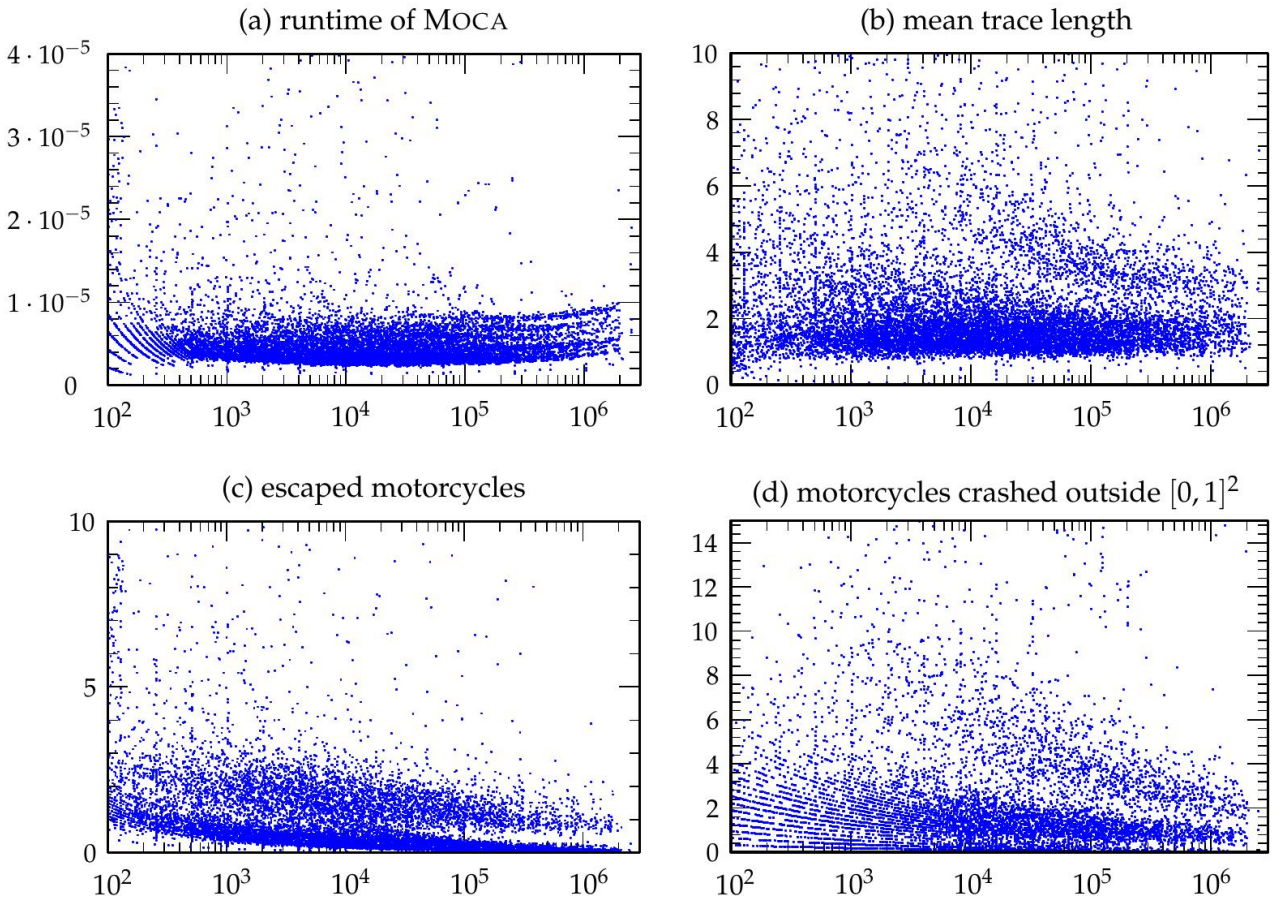 (a) runtime of MOCA
4 · 10⁻⁵
3 · 10⁻⁵
2 · 10⁻⁵
1 · 10⁻⁵
0
10² 10³ 10⁴ 10⁵ 10⁶
(b) mean trace length
10
8
6
4
2
0
10² 10³ 10⁴ 10⁵ 10⁶
(c) escaped motorcycles
10
5
0
10² 10³ 10⁴ 10⁵ 10⁶
(d) motorcycles crashed outside [0, 1]²
14
12
10
8
6
4
2
0
10² 10³ 10⁴ 10⁵ 10⁶